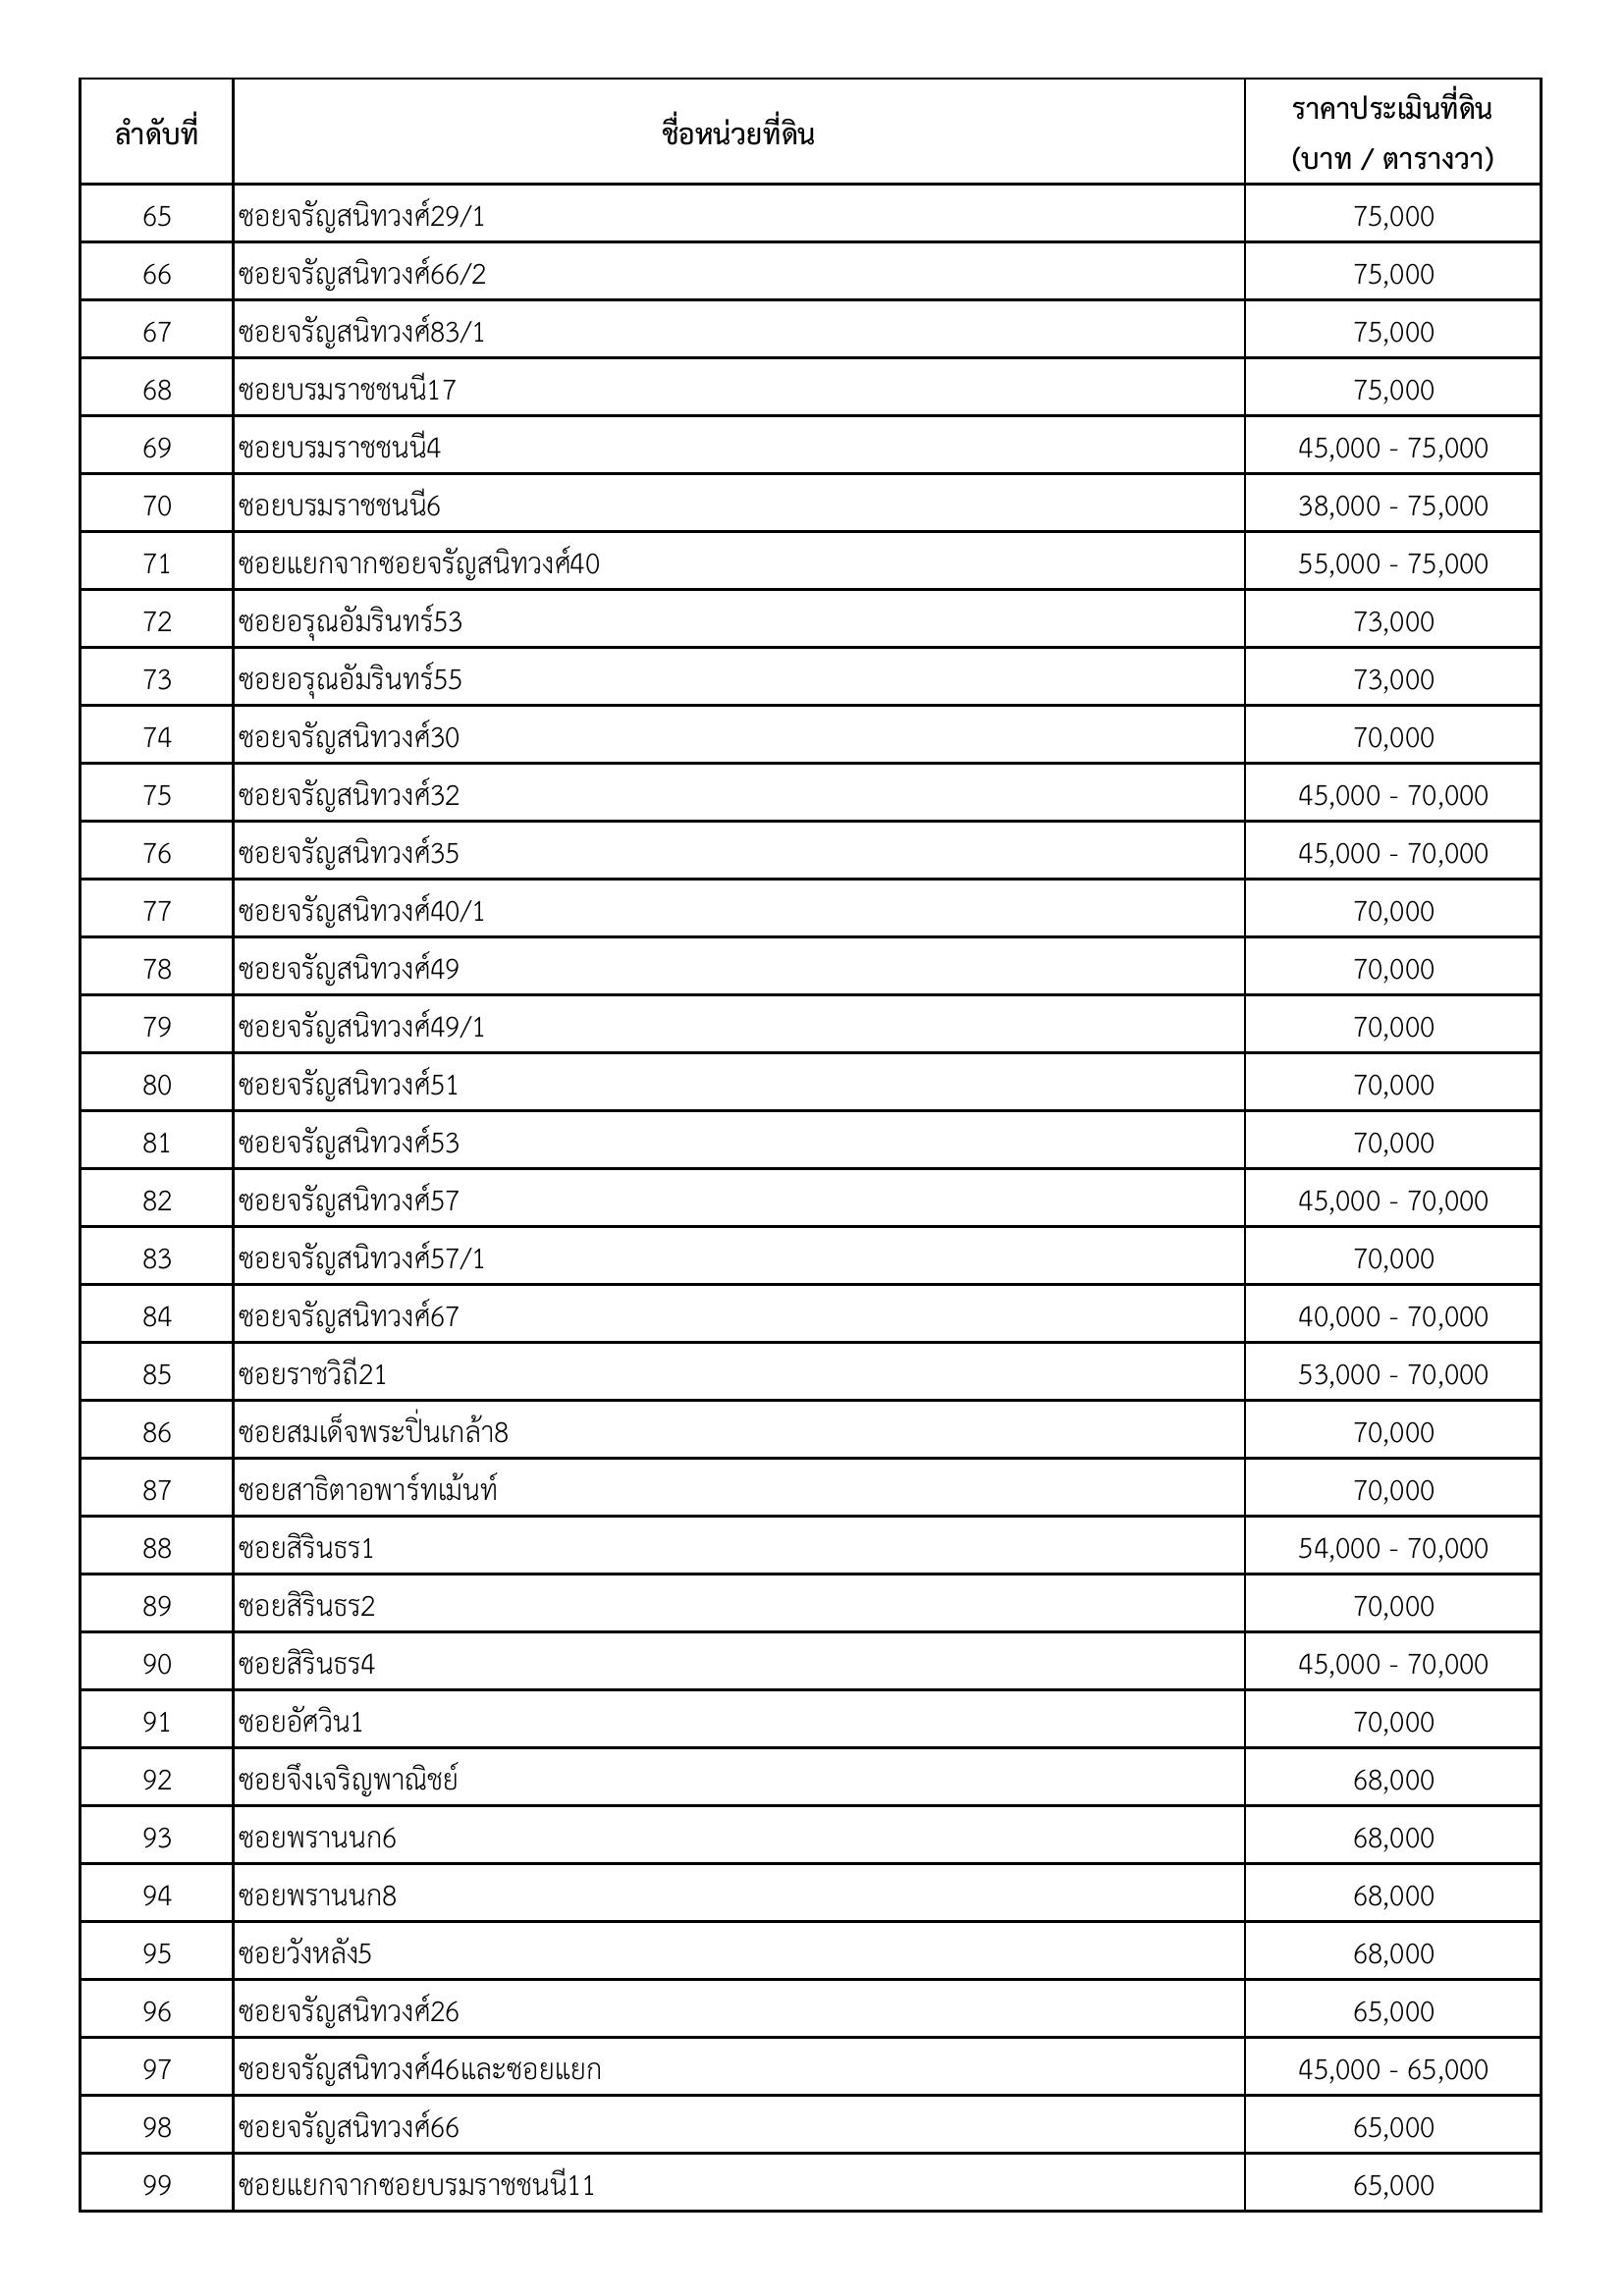 ลำดับที่ ชื่อหน่วยที่ดิน ราคาประเมินที่ดิน
(บาท / ตารางวา)
65 ซอยจรัญสนิทวงศ์29/1 75,000
66 ซอยจรัญสนิทวงศ์66/2 75,000
67 ซอยจรัญสนิทวงศ์83/1 75,000
68 ซอยบรมราชชนนี17 75,000
69 ซอยบรมราชชนนี4 45,000 - 75,000
70 ซอยบรมราชชนนี6 38,000 - 75,000
71 ซอยแยกจากซอยจรัญสนิทวงศ์40 55,000 - 75,000
72 ซอยอรุณอัมรินทร์53 73,000
73 ซอยอรุณอัมรินทร์55 73,000
74 ซอยจรัญสนิทวงศ์30 70,000
75 ซอยจรัญสนิทวงศ์32 45,000 - 70,000
76 ซอยจรัญสนิทวงศ์35 45,000 - 70,000
77 ซอยจรัญสนิทวงศ์40/1 70,000
78 ซอยจรัญสนิทวงศ์49 70,000
79 ซอยจรัญสนิทวงศ์49/1 70,000
80 ซอยจรัญสนิทวงศ์51 70,000
81 ซอยจรัญสนิทวงศ์53 70,000
82 ซอยจรัญสนิทวงศ์57 45,000 - 70,000
83 ซอยจรัญสนิทวงศ์57/1 70,000
84 ซอยจรัญสนิทวงศ์67 40,000 - 70,000
85 ซอยราชวิถี21 53,000 - 70,000
86 ซอยสมเด็จพระปิ่นเกล้า8 70,000
87 ซอยสาธิตาอพาร์ทเม้นท์ 70,000
88 ซอยสิรินธร1 54,000 - 70,000
89 ซอยสิรินธร2 70,000
90 ซอยสิรินธร4 45,000 - 70,000
91 ซอยอัศวิน1 70,000
92 ซอยจึงเจริญพาณิชย์ 68,000
93 ซอยพรานนก6 68,000
94 ซอยพรานนก8 68,000
95 ซอยวังหลัง5 68,000
96 ซอยจรัญสนิทวงศ์26 65,000
97 ซอยจรัญสนิทวงศ์46และซอยแยก 45,000 - 65,000
98 ซอยจรัญสนิทวงศ์66 65,000
99 ซอยแยกจากซอยบรมราชชนนี11 65,000